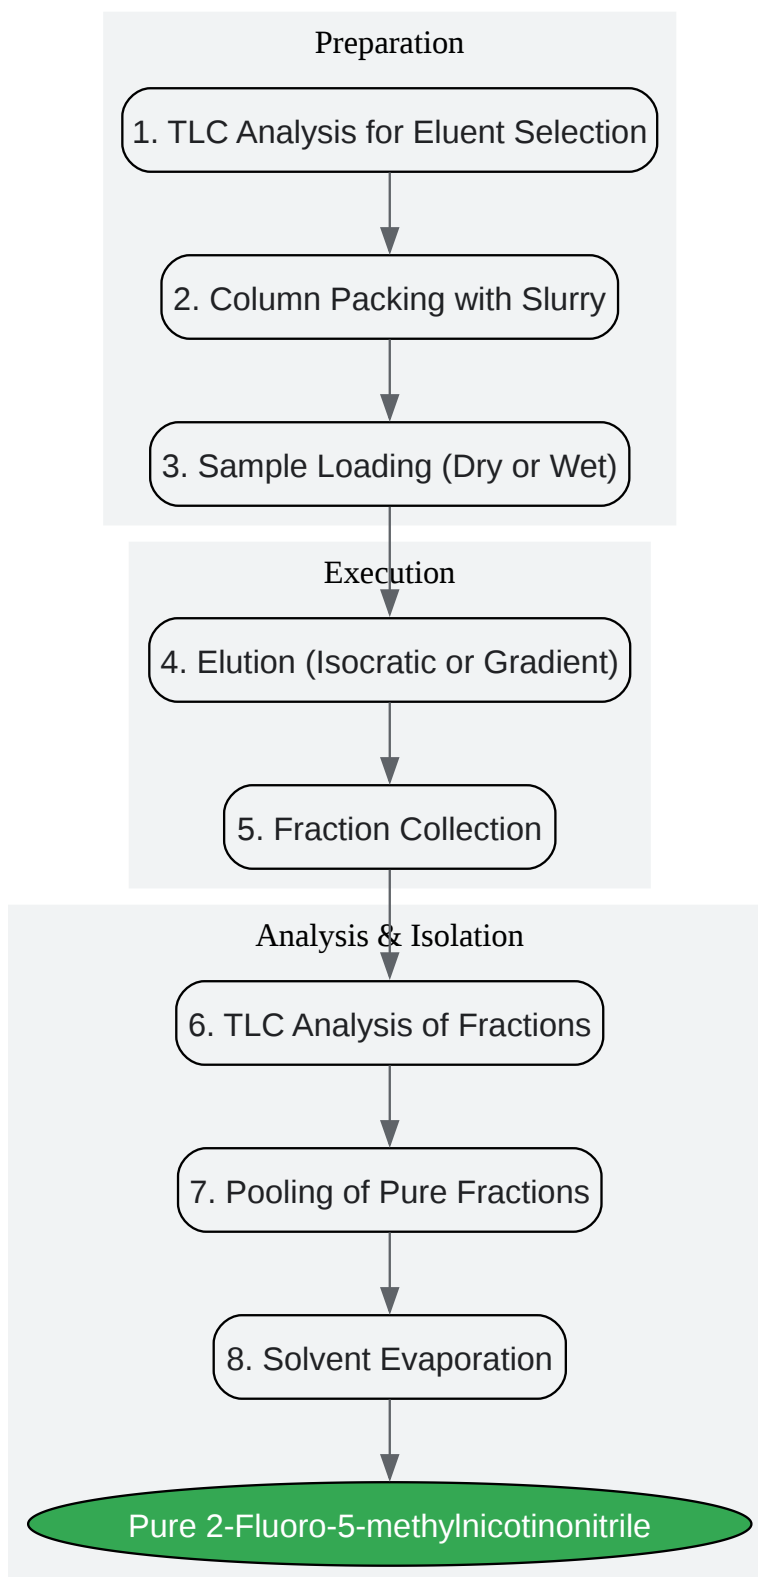 Preparation
1. TLC Analysis for Eluent Selection
2. Column Packing with Slurry
3. Sample Loading (Dry or Wet)
Execution
4. Elution (Isocratic or Gradient)
5. Fraction Collection
Analysis & Isolation
6. TLC Analysis of Fractions
7. Pooling of Pure Fractions
8. Solvent Evaporation
Pure 2-Fluoro-5-methylnicotinonitrile